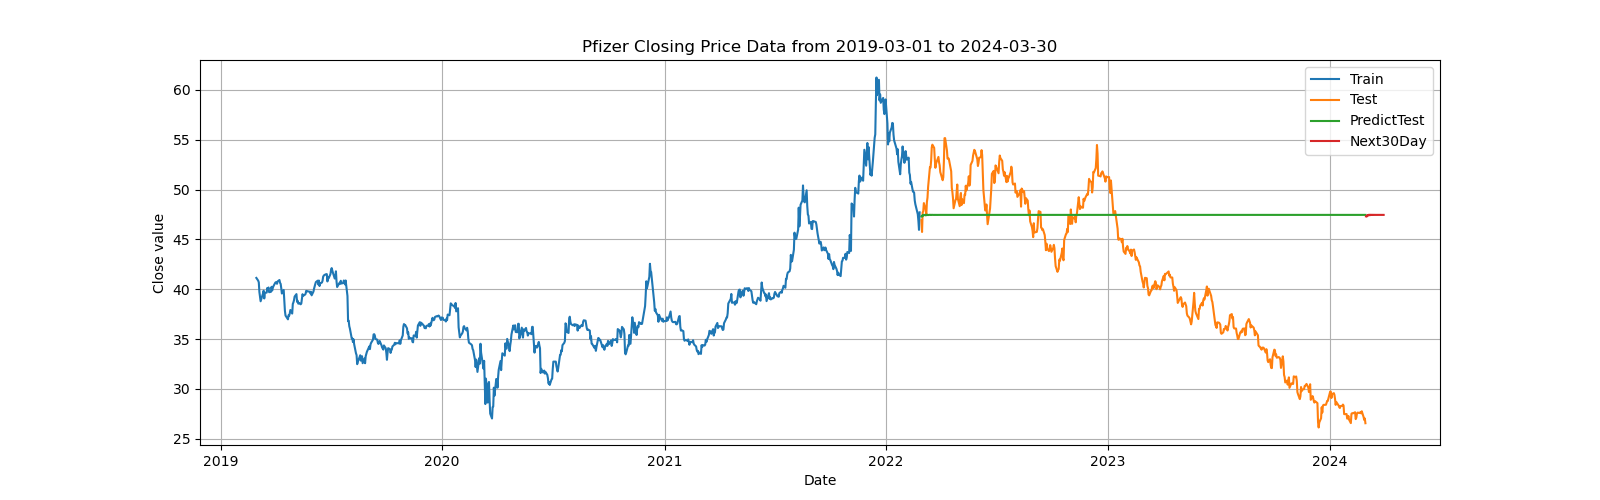 Pfizer Closing Price Data from 2019-03-01 to 2024-03-30
Train
Test
PredictTest
Next30Day
60
55
50
45
40
35
30
25
Close value
2019
2020
2021
2022
2023
2024
Date